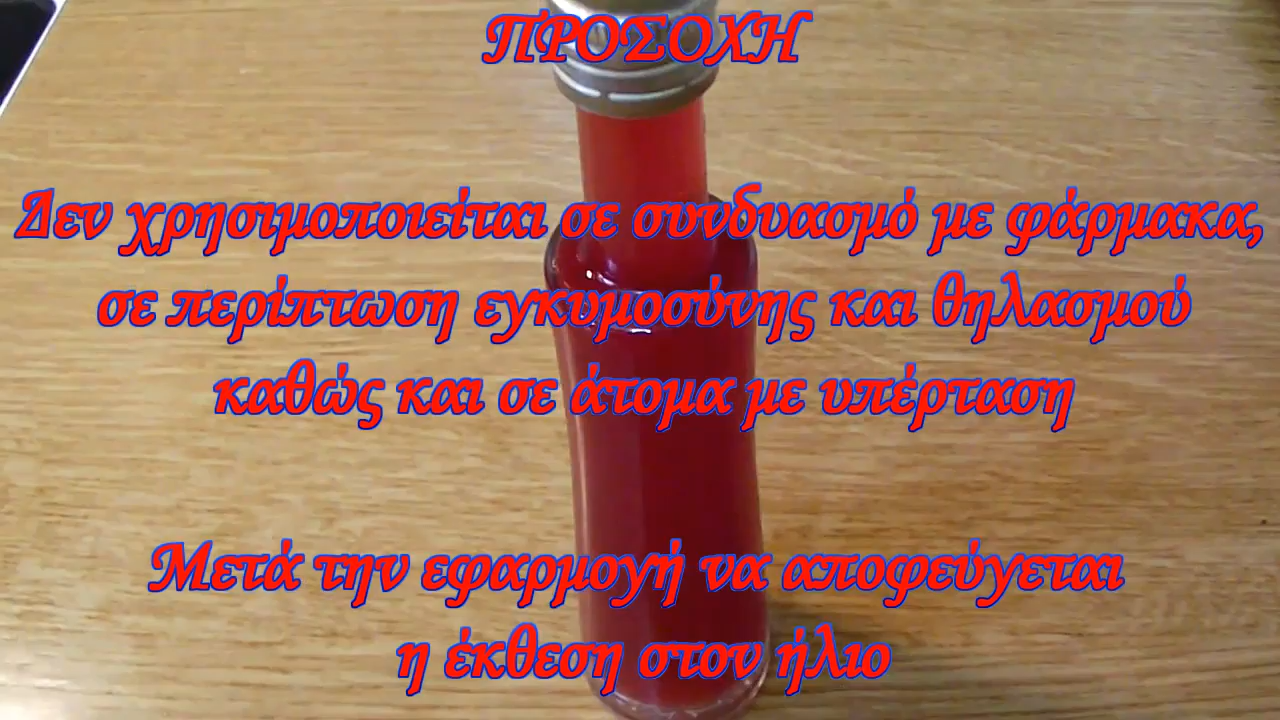 ΠΡΟΣΟΧΗ
Δεν χρησιμοποιείται σε συνδυασμό με φάρμακα,
σε περίπτωση εγκυμοσύνης και θηλασμού
καθώς και σε άτομα με υπέρταση
Μετά την εφαρμογή να αποφεύγεται
η έκθεση στον ήλιο